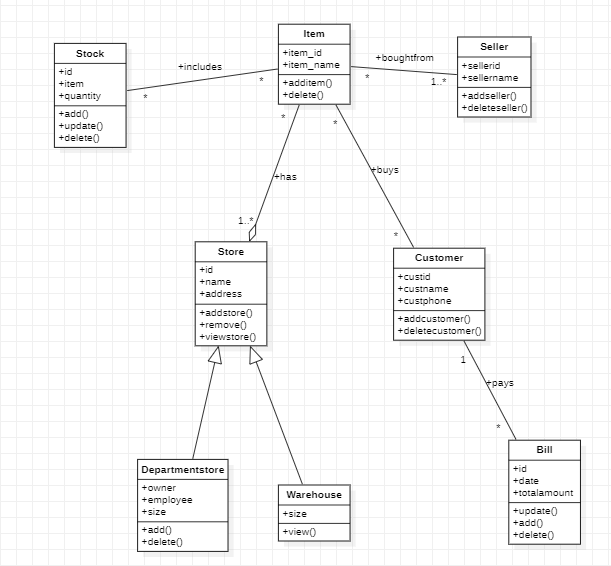 Stock
+id
+item
+quantity
+add()
+update()
+delete()
+includes
*
*
Item
+item_id
+item_name
+additem()
+delete()
+boughtfrom
*
1..*
Seller
+sellerid
+sellername
+addseller()
+deleteseller()
*
+has
1..*
*
+buys
*
Store
+id
+name
+address
+addstore()
+remove()
+viewstore()
Customer
+custid
+custname
+custphone
+addcustomer()
+deletecustomer()
1
+pays
*
Departmentstore
+owner
+employee
+size
+add()
+delete()
Warehouse
+size
+view()
Bill
+id
+date
+totalamount
+update()
+add()
+delete()